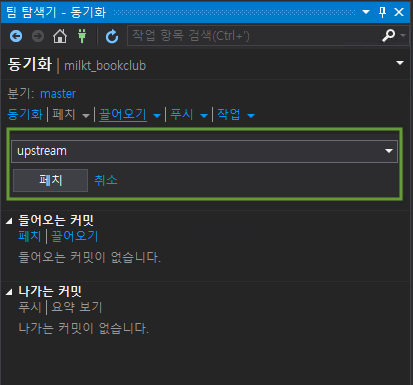 팀 탐색기 - 동기화
작업 항목 검색(Ctrl+')
동기화 | milkt_bookclub
분기: master
동기화 | 페치 | 끌어오기 | 푸시 | 작업
upstream
페치 취소
들어오는 커밋
페치 | 끌어오기
들어오는 커밋이 없습니다.
나가는 커밋
푸시 | 요약 보기
나가는 커밋이 없습니다.